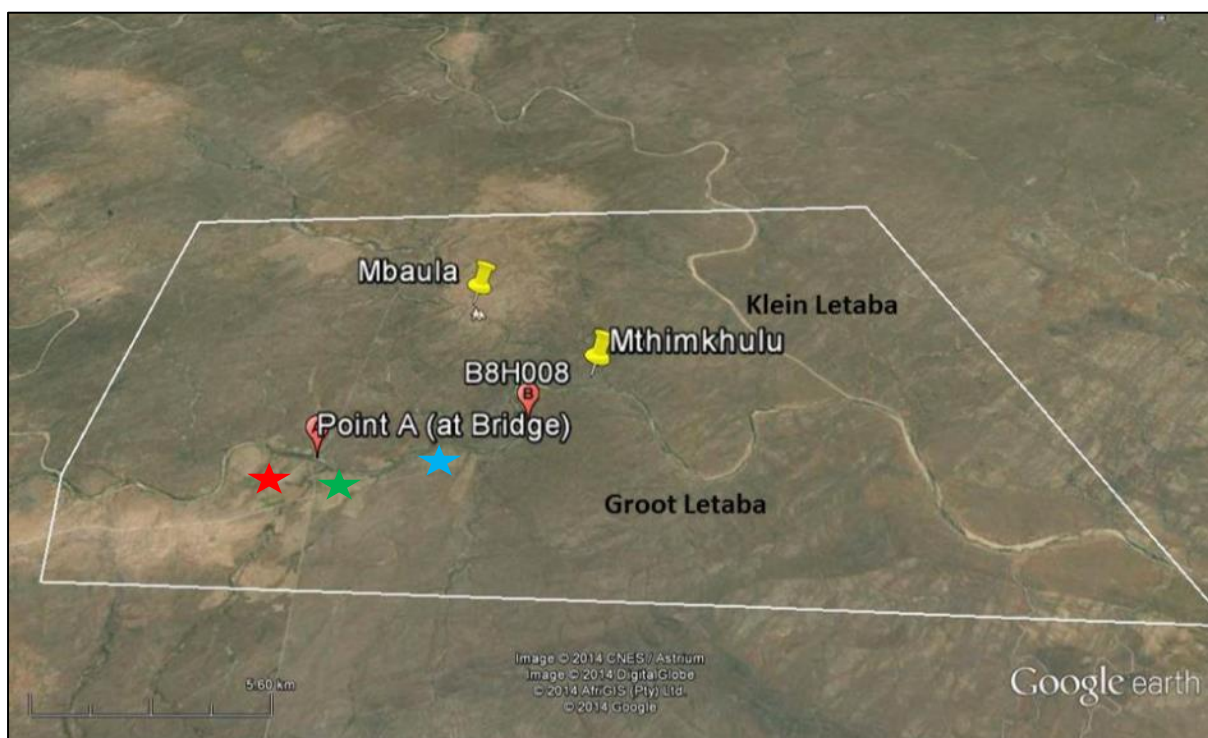 Mbaula
Klein Letaba
Mthimkhulu
B8H008
B
Point A (at Bridge)
Groot Letaba
Image © 2014 CNES / Astrium
Image © 2014 DigitalGlobe
© 2014 AfriGIS (Pty) Ltd.
© 2014 Google
5.60 km
Google earth